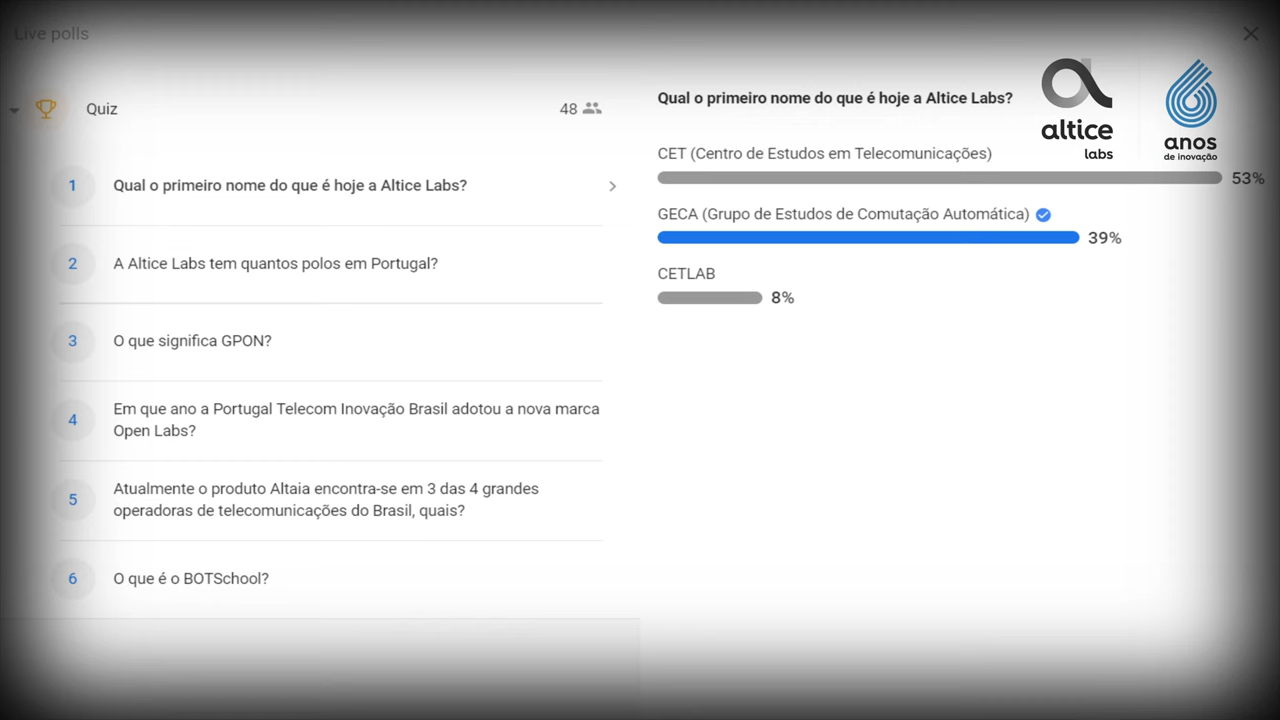 Live polls
Quiz
48
1
Qual o primeiro nome do que é hoje a Altice Labs?
2
A Altice Labs tem quantos polos em Portugal?
3
O que significa GPON?
4
Em que ano a Portugal Telecom Inovação Brasil adotou a nova marca
Open Labs?
5
Atualmente o produto Altaia encontra-se em 3 das 4 grandes
operadoras de telecomunicações do Brasil, quais?
6
O que é o BOTSchool?
Qual o primeiro nome do que é hoje a Altice Labs?
CET (Centro de Estudos em Telecomunicações)
53%
GECA (Grupo de Estudos de Comutação Automática)
39%
CETLAB
8%
altice
labs
6
anos
de inovação